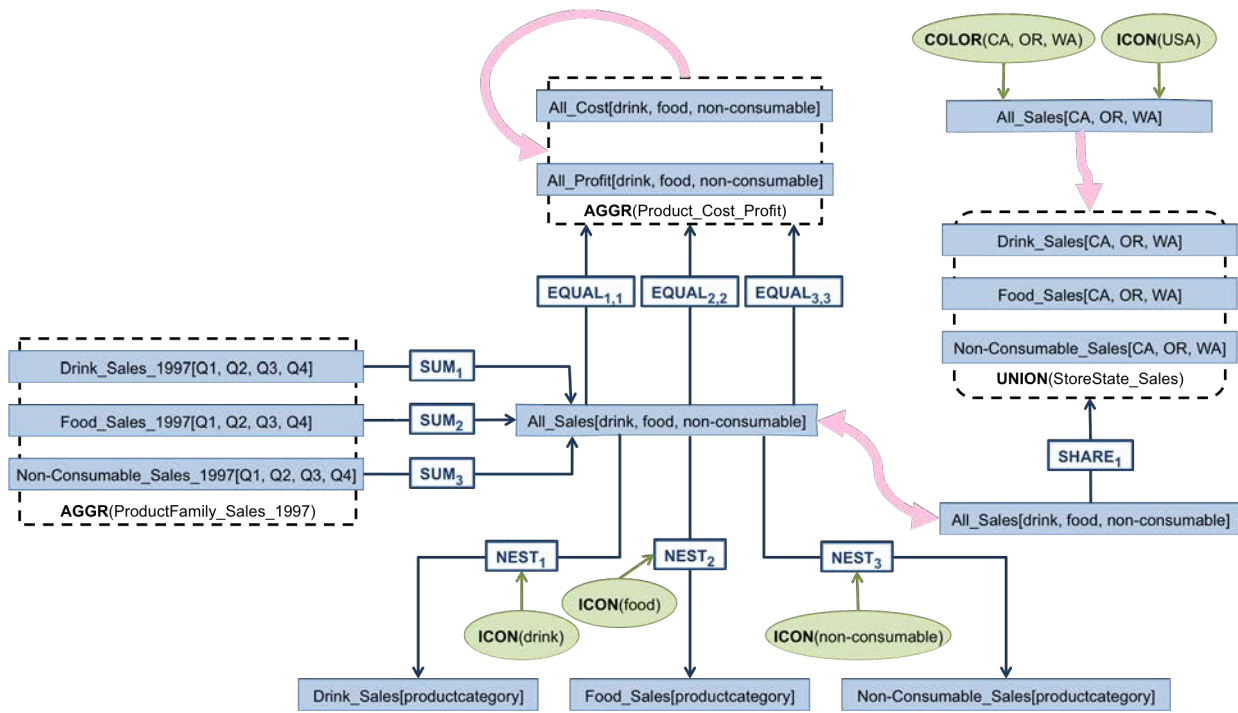 COLOR(CA, OR, WA)
ICON(USA)
All_Cost[drink, food, non-consumable]
All_Sales[CA, OR, WA]
All_Profit[drink, food, non-consumable]
AGGR(Product_Cost_Profit)
Drink_Sales[CA, OR, WA]
EQUAL1,1
EQUAL2,2
EQUAL3,3
Food_Sales[CA, OR, WA]
Non-Consumable_Sales[CA, OR, WA]
UNION(StoreState_Sales)
Drink_Sales_1997[Q1, Q2, Q3, Q4]
SUM1
Food_Sales_1997[Q1, Q2, Q3, Q4]
SUM2
All_Sales[drink, food, non-consumable]
Non-Consumable_Sales_1997[Q1, Q2, Q3, Q4]
SUM3
SHARE1
AGGR(ProductFamily_Sales_1997)
All_Sales[drink, food, non-consumable]
NEST1
NEST2
NEST3
ICON(food)
ICON(drink)
ICON(non-consumable)
Drink_Sales[productcategory]
Food_Sales[productcategory]
Non-Consumable_Sales[productcategory]